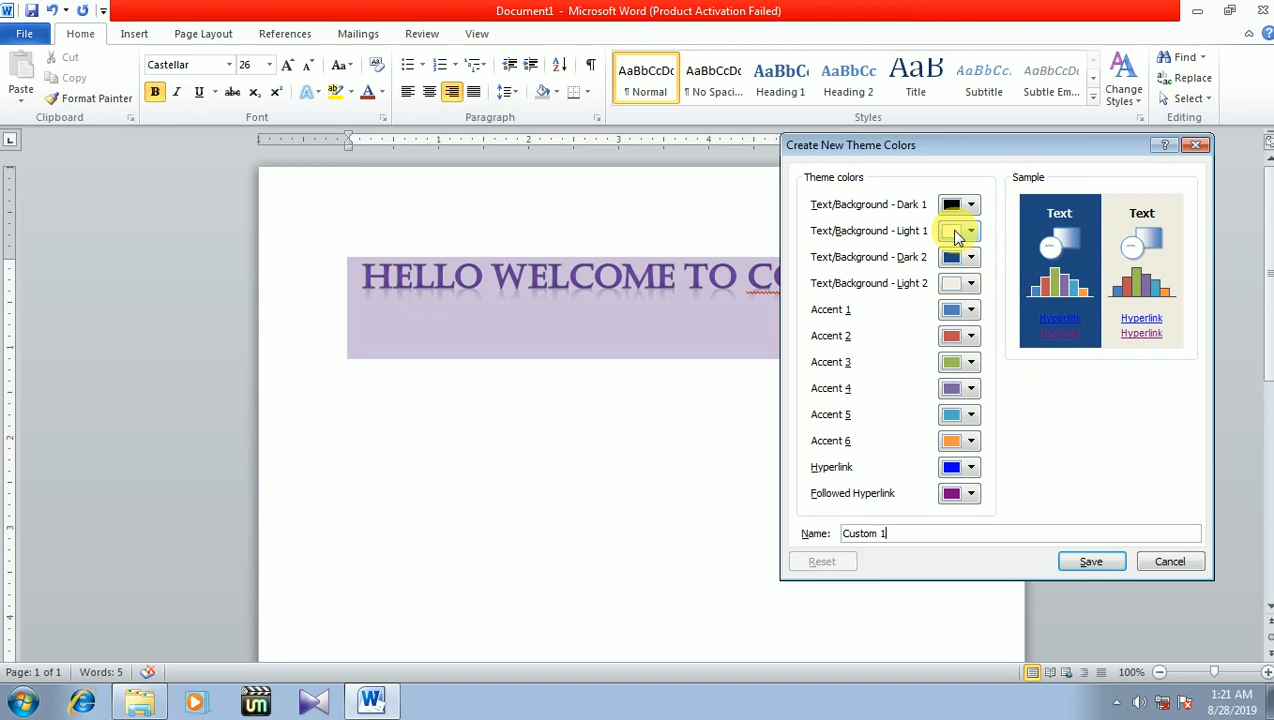 Document1 - Microsoft Word (Product Activation Failed)
File Home Insert Page Layout References Mailings Review View
Paste
Cut
Copy
Format Painter
Clipboard
Castellar 26
Font
Paragraph
AaBbCcDc AaBbCcDc AaBbC AaBbCc AaB AaBbCcL AaBbCcDc
¶ Normal ¶ No Spaci... Heading 1 Heading 2 Title Subtitle Subtle Em...
Change Styles
Styles
Find
Replace
Select
Editing
HELLO WELCOME TO
Create New Theme Colors
Theme colors
Text/Background - Dark 1
Text/Background - Light 1
Text/Background - Dark 2
Text/Background - Light 2
Accent 1
Accent 2
Accent 3
Accent 4
Accent 5
Accent 6
Hyperlink
Followed Hyperlink
Sample
Text Text
Hyperlink Hyperlink
Hyperlink Hyperlink
Name: Custom 1
Reset Save Cancel
Page: 1 of 1 Words: 5
100%
1:21 AM
8/28/2019